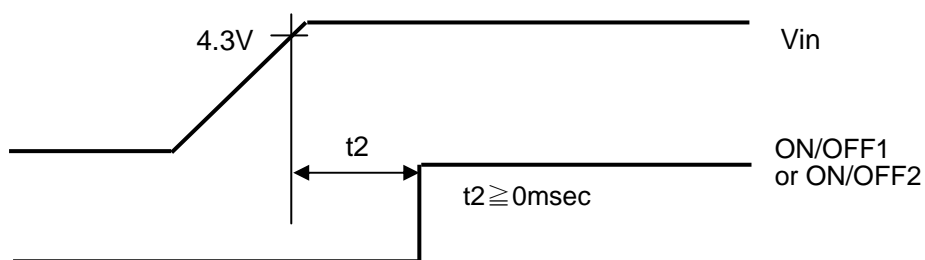 4.3V
Vin
t2
ON/OFF1
or ON/OFF2
t2≧0msec